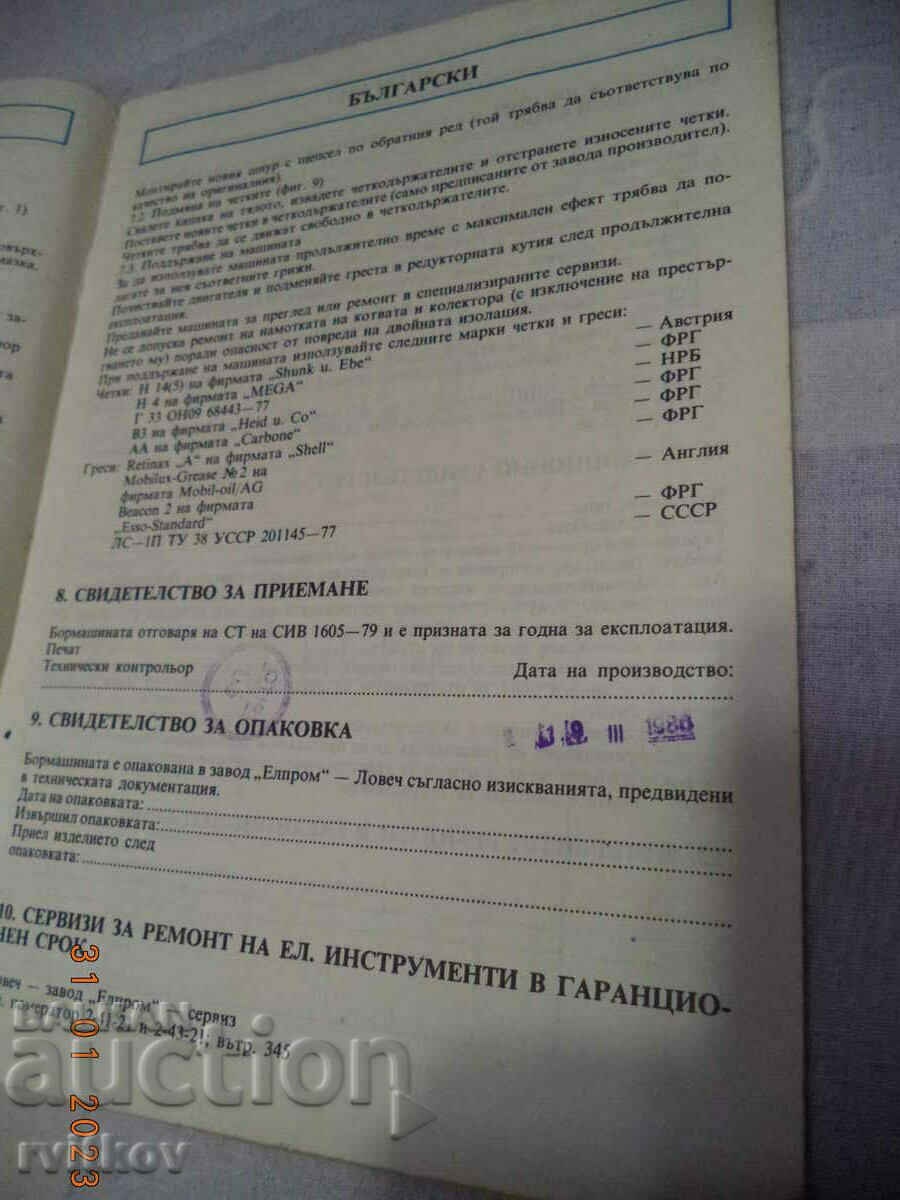 БЪЛГАРСКИ
Монтирайте новия шнур с щепсел по обратния ред (той трябва да съответствува по
качество на оригиналния).
7.2. Подмяна на четките (фиг. 9)
Свалете капака на тялото, извадете четкодържателите и отстранете износените четки.
Поставете новите четки в четкодържателите (само предписаните от завода производител).
Четките трябва да се движат свободно в четкодържателите.
7.3. Поддържане на машината
За да използувате машината продължително време с максимален ефект трябва да по-
лагате за нея съответните грижи.
Почиствайте двигателя и подменяйте греста в редукторната кутия след продължителна
експлоатация.
Предавайте машината за преглед или ремонт в специализираните сервизи.
Не се допуска ремонт на намотката на котвата и колектора (с изключение на престър-
гването му) поради опасност от повреда на двойната изолация.
При поддържане на машината използувайте следните марки четки и греси:
Четки: H 14(5) на фирмата „Shunk u. Ebe“ — Австрия
H 4 на фирмата „MEGA“ — ФРГ
Г 33 ОН09 68443—77 — НРБ
B3 на фирмата „Heid u. Co“ — ФРГ
AA на фирмата „Carbone“ — ФРГ
Греси: Retinax „A“ на фирмата „Shell“ — ФРГ
Mobilux-Grease №2 на
фирмата Mobil-oil/AG — Англия
Beacon 2 на фирмата
„Esso-Standard“ — ФРГ
ЛС—1П ТУ 38 УССР 201145—77 — СССР
8. СВИДЕТЕЛСТВО ЗА ПРИЕМАНЕ
Бормашината отговаря на СТ на СИВ 1605—79 и е призната за годна за експлоатация.
Печат
Технически контрольор Дата на производство:
9. СВИДЕТЕЛСТВО ЗА ОПАКОВКА
III
Бормашината е опакована в завод „Елпром“ — Ловеч съгласно изискванията, предвидени
в техническата документация.
Дата на опаковката:
Извършил опаковката:
Приел изделието след
опаковката:
10. СЕРВИЗИ ЗА РЕМОНТ НА ЕЛ. ИНСТРУМЕНТИ В ГАРАНЦИО-
НЕН СРОК
завод „Елпром“ — сервиз
2-41-21 и 2-43-21; вътр. 345
BALKAN
auction
rvitkov
31 01 2023